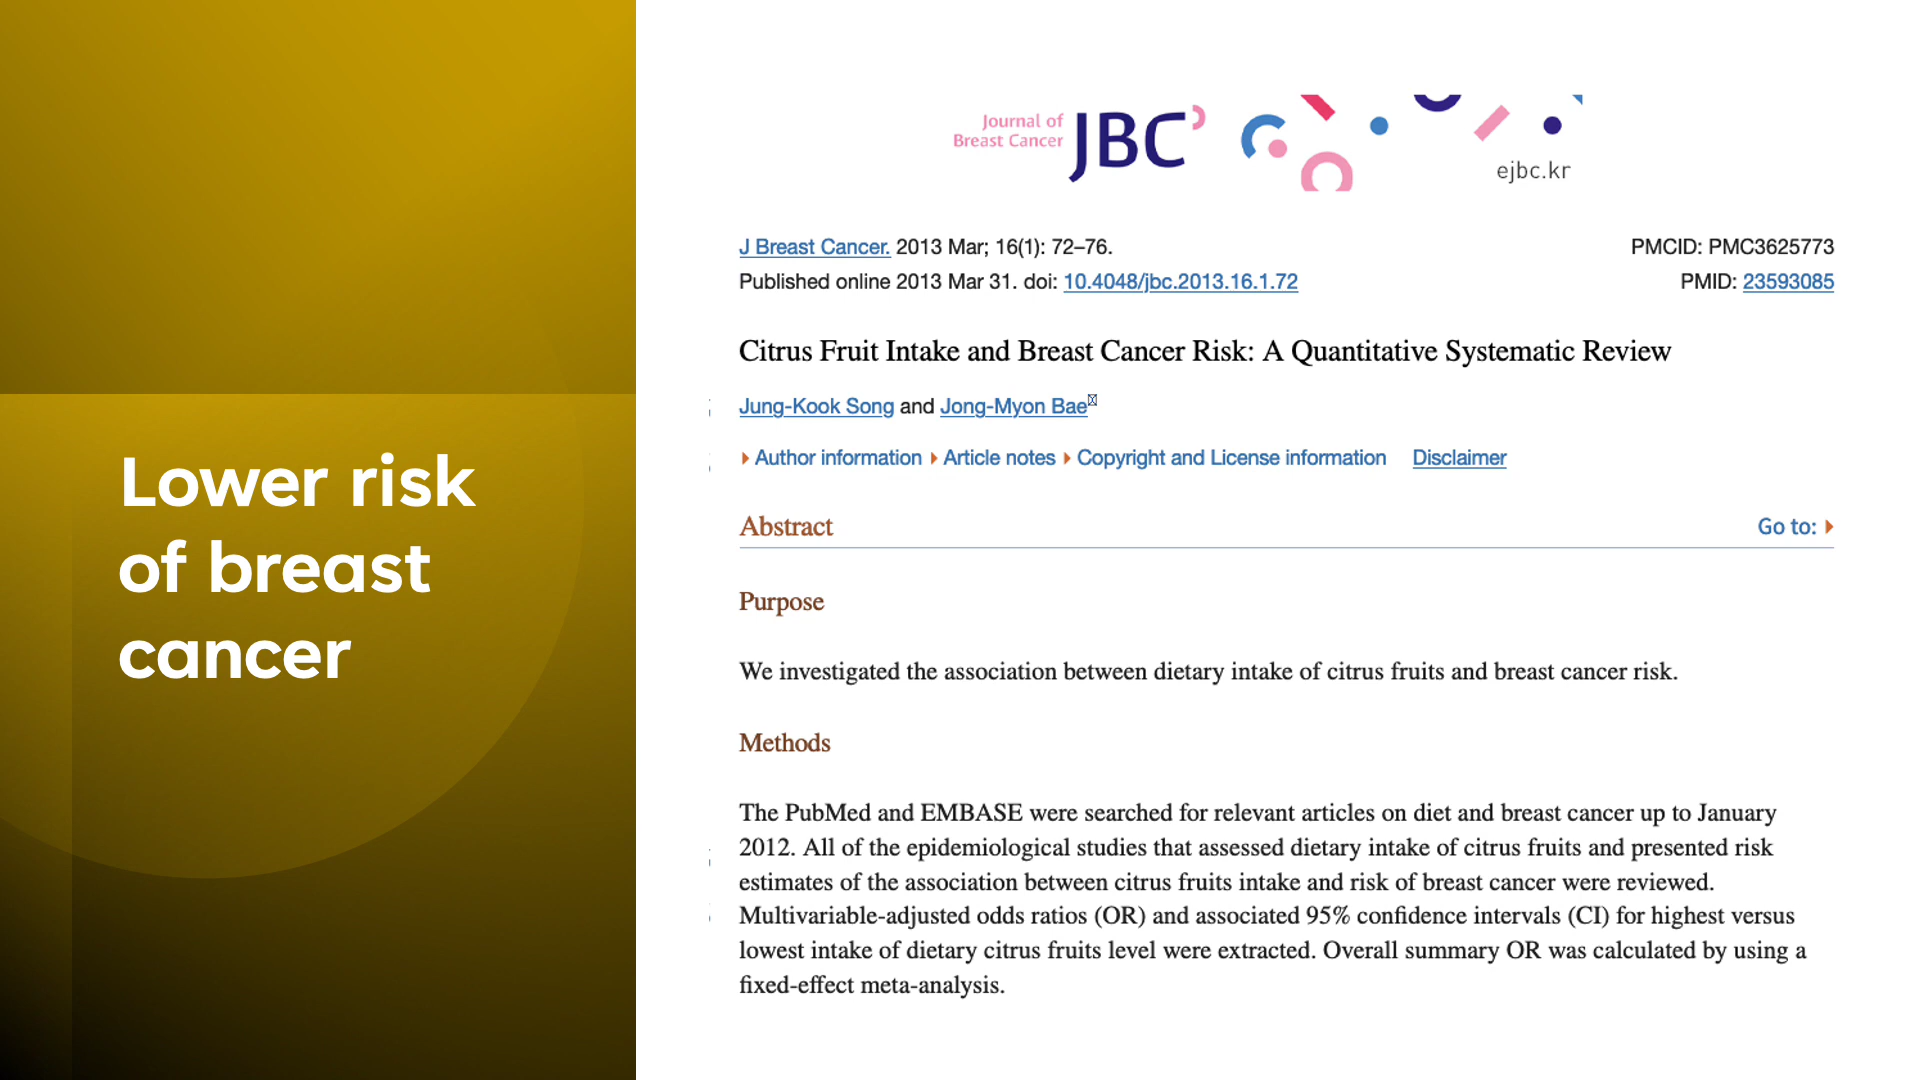 Lower risk
of breast
cancer
Journal of
Breast Cancer
JBC
ejbc.kr
J Breast Cancer. 2013 Mar; 16(1): 72–76.
PMCID: PMC3625773
Published online 2013 Mar 31. doi: 10.4048/jbc.2013.16.1.72
PMID: 23593085
Citrus Fruit Intake and Breast Cancer Risk: A Quantitative Systematic Review
Jung-Kook Song and Jong-Myon Bae
Author information Article notes Copyright and License information Disclaimer
Abstract
Go to:
Purpose
We investigated the association between dietary intake of citrus fruits and breast cancer risk.
Methods
The PubMed and EMBASE were searched for relevant articles on diet and breast cancer up to January
2012. All of the epidemiological studies that assessed dietary intake of citrus fruits and presented risk
estimates of the association between citrus fruits intake and risk of breast cancer were reviewed.
Multivariable-adjusted odds ratios (OR) and associated 95% confidence intervals (CI) for highest versus
lowest intake of dietary citrus fruits level were extracted. Overall summary OR was calculated by using a
fixed-effect meta-analysis.